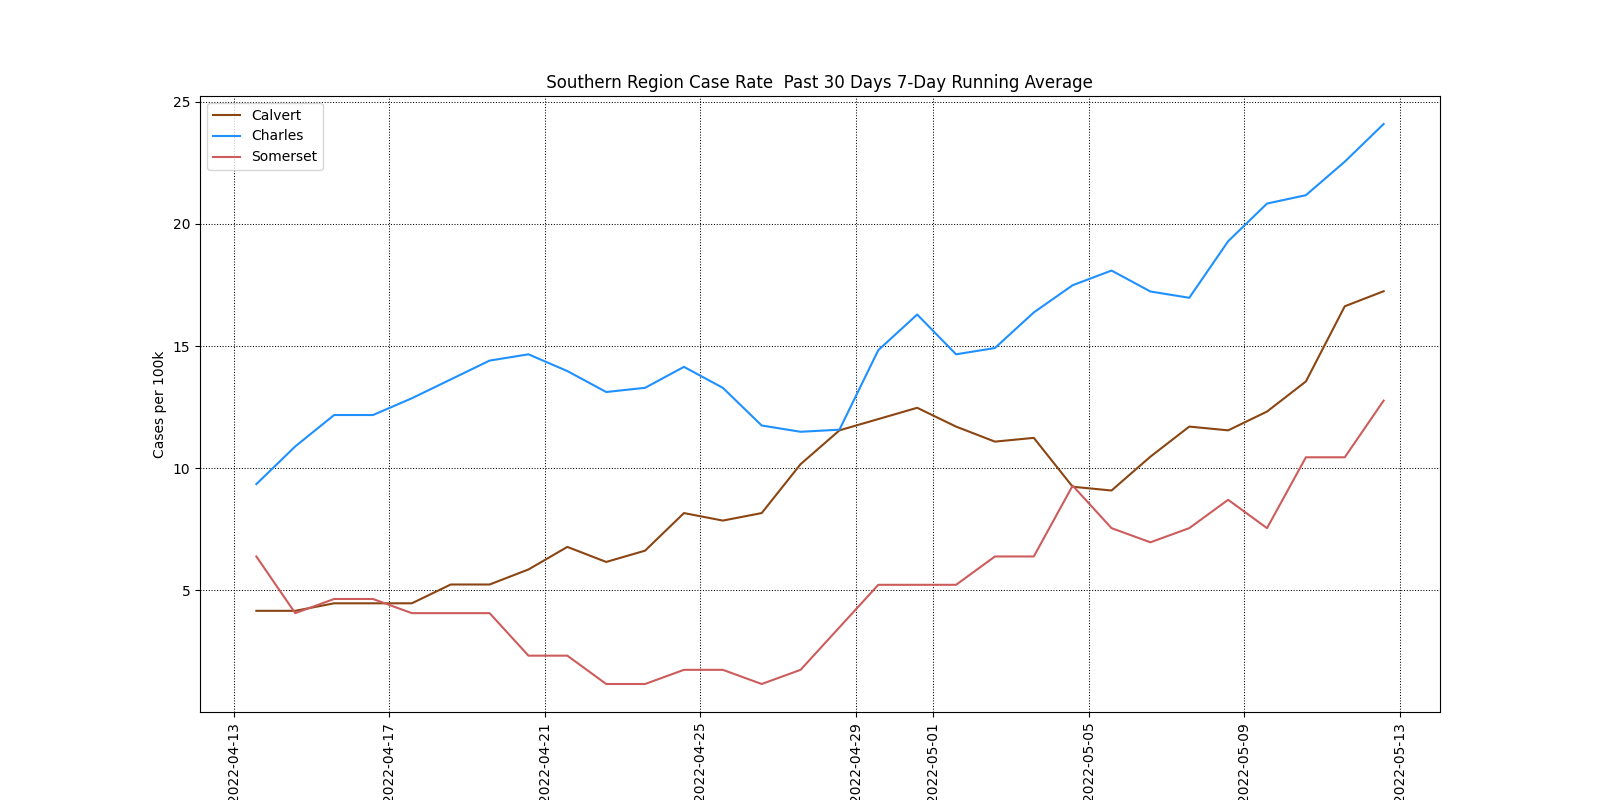 Southern Region Case Rate  Past 30 Days 7-Day Running Average
Calvert
Charles
Somerset
Cases per 100k
25
20
15
10
5
2022-04-13
2022-04-17
2022-04-21
2022-04-25
2022-04-29
2022-05-01
2022-05-05
2022-05-09
2022-05-13